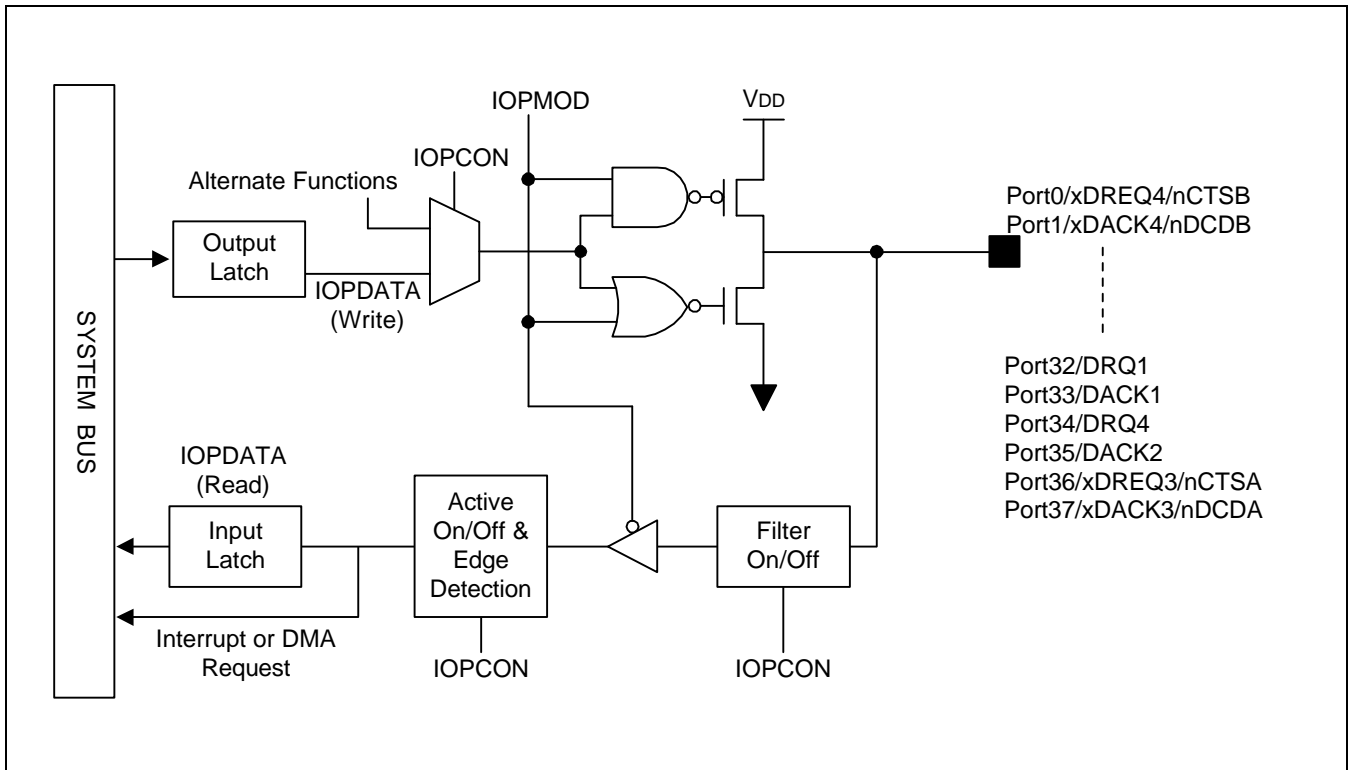 IOPMOD
VDD
IOPCON
Alternate Functions
Output
Latch
IOPDATA
(Write)
Port0/xDREQ4/nCTSB
Port1/xDACK4/nDCDB
SYSTEM BUS
Port32/DRQ1
Port33/DACK1
Port34/DRQ4
Port35/DACK2
Port36/xDREQ3/nCTSA
Port37/xDACK3/nDCDA
IOPDATA
(Read)
Input
Latch
Active
On/Off &
Edge
Detection
Filter
On/Off
Interrupt or DMA
Request
IOPCON
IOPCON